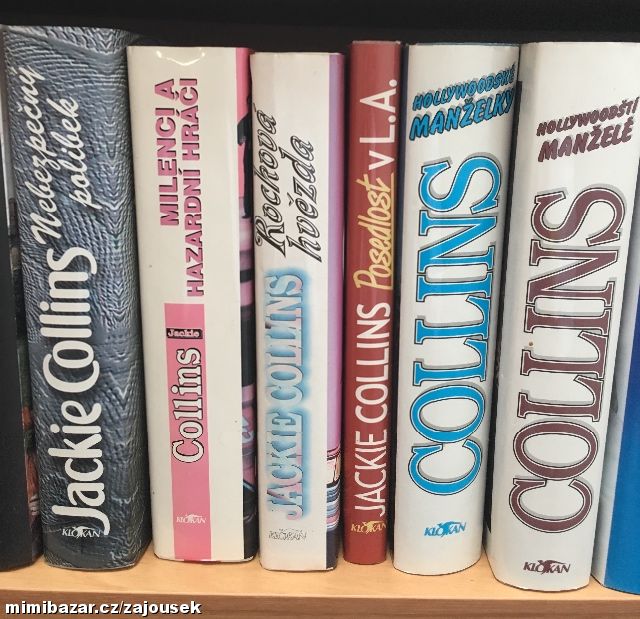 Jackie Collins
Nebezpečný
polibek
KLOKAN
MILENCI A
HAZARDNÍ HRÁČI
Jackie
Collins
KLOKAN
Rocková
hvězda
JACKIE COLLINS
KLOKAN
JACKIE COLLINS Posedlost v L.A.
KLOKAN
HOLLYWOODSKÉ
MANŽELKY
COLLINS
KLOKAN
HOLLYWOODŠTÍ
MANŽELÉ
COLLINS
KLOKAN
mimibazar.cz/zajousek